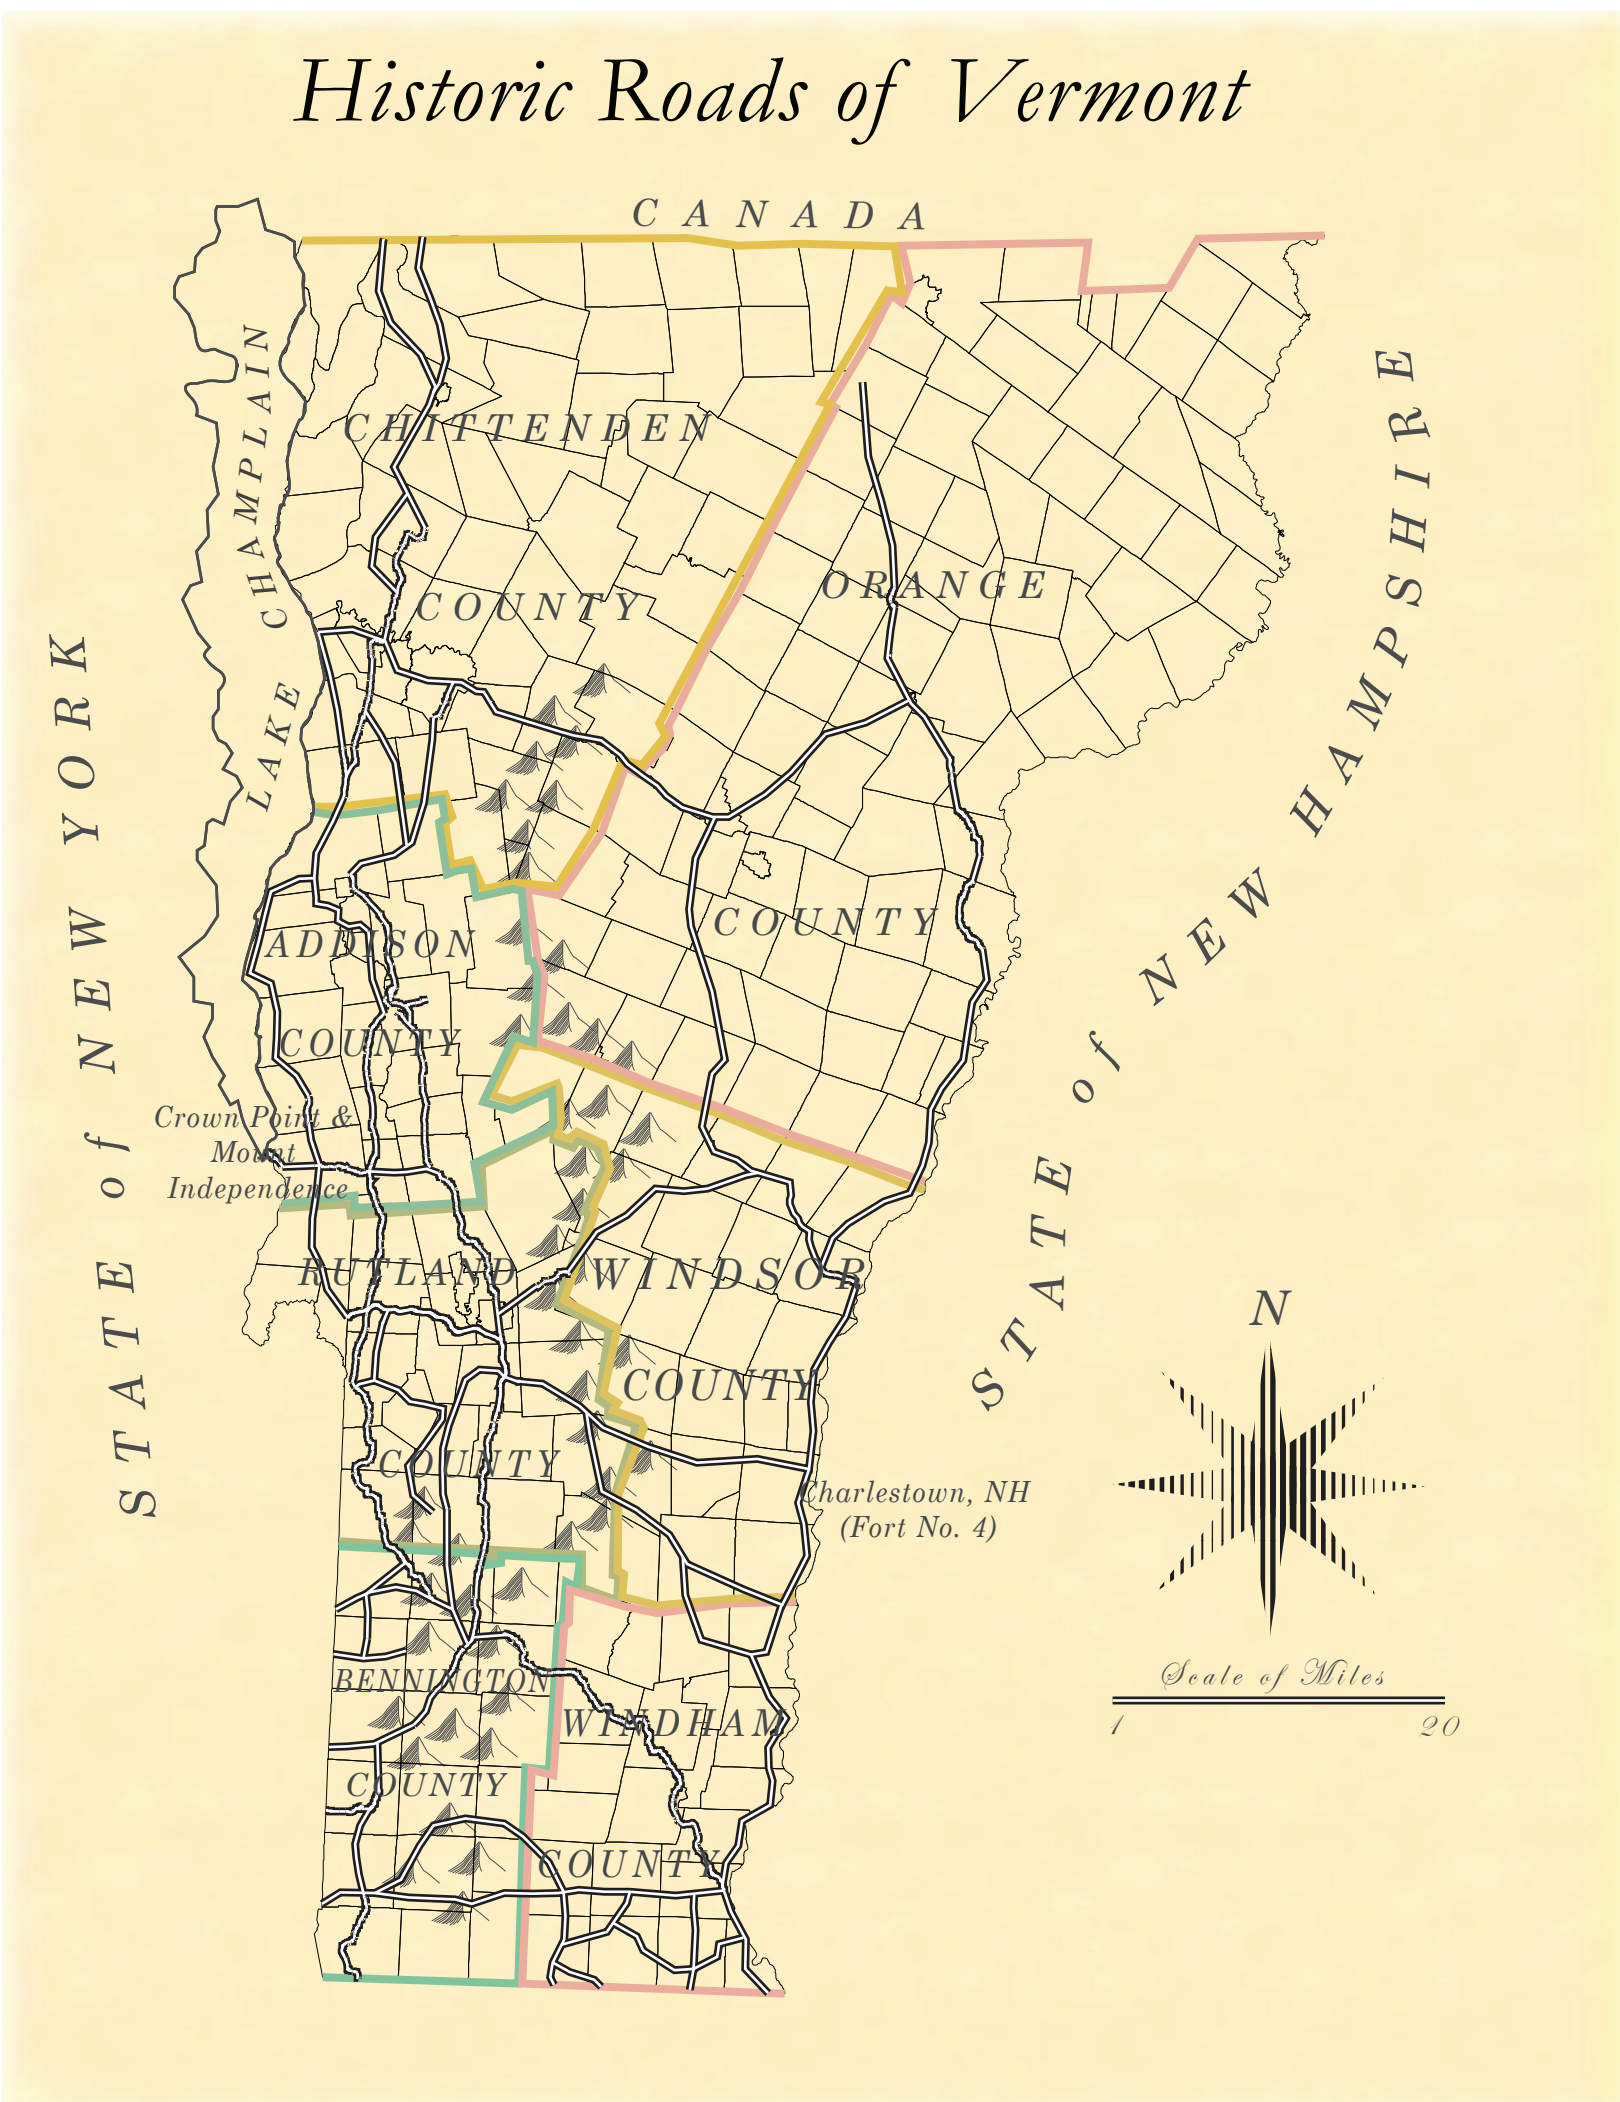 Historic Roads of Vermont
CANADA
LAKE CHAMPLAIN
CHITTENDEN
COUNTY
ORANGE
COUNTY
STATE of NEW YORK
STATE of NEW HAMPSHIRE
ADDISON
COUNTY
Crown Point &
Mount
Independence
RUTLAND
COUNTY
WINDSOR
COUNTY
Charlestown, NH
(Fort No. 4)
N
BENNINGTON
COUNTY
WINDHAM
COUNTY
Scale of Miles
1 20